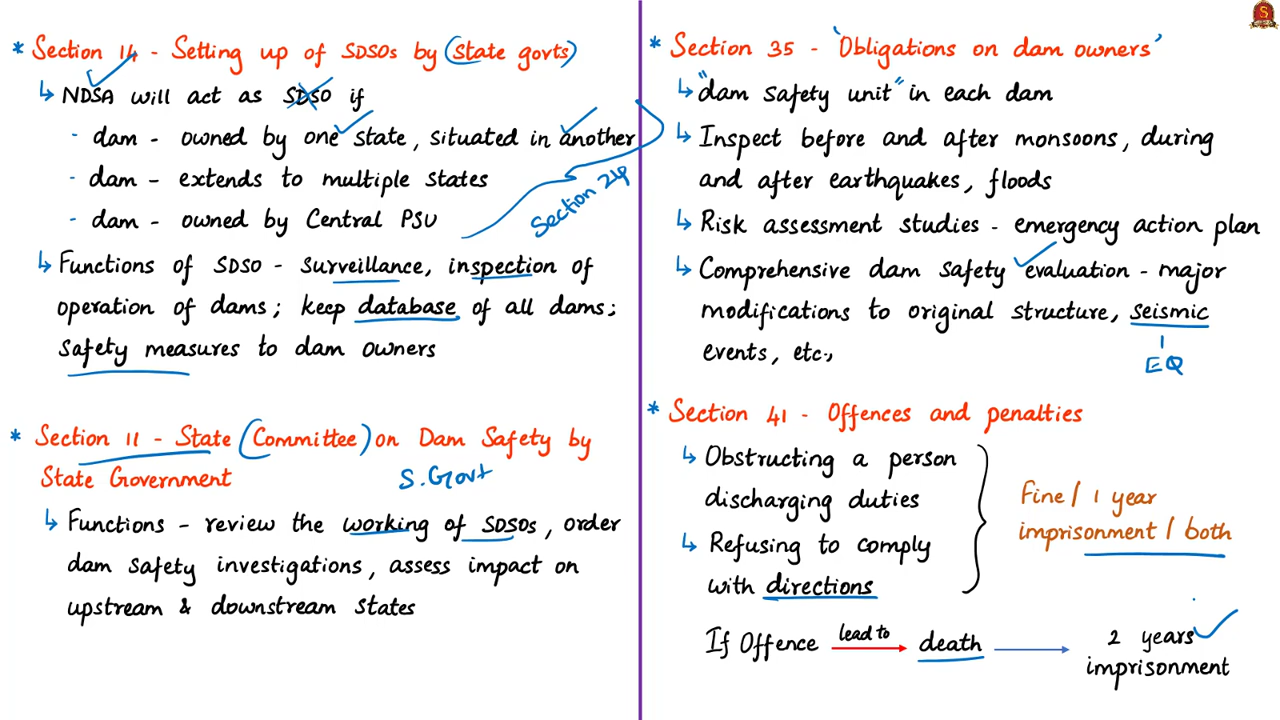 * Section 14 - Setting up of SDSOs by (state govts)
↳ NDSA will act as SDSO if
· dam - owned by one state, situated in another
· dam - extends to multiple states
· dam - owned by Central PSU
Section 24
↳ Functions of SDSO - surveillance, inspection of
operation of dams; keep database of all dams;
safety measures to dam owners
* Section 11 - State (Committee) on Dam Safety by
State Government
S. Govt
↳ Functions - review the working of SDSOs, order
dam safety investigations, assess impact on
upstream & downstream states
* Section 35 - 'Obligations on dam owners'
↳ "dam safety unit" in each dam
↳ Inspect before and after monsoons, during
and after earthquakes, floods
↳ Risk assessment studies - emergency action plan
↳ Comprehensive dam safety evaluation - major
modifications to original structure, seismic
events, etc.,
EQ
* Section 41 - Offences and penalties
↳ Obstructing a person
discharging duties
↳ Refusing to comply
with directions
Fine / 1 year
imprisonment / both
If Offence lead to death
2 years
imprisonment